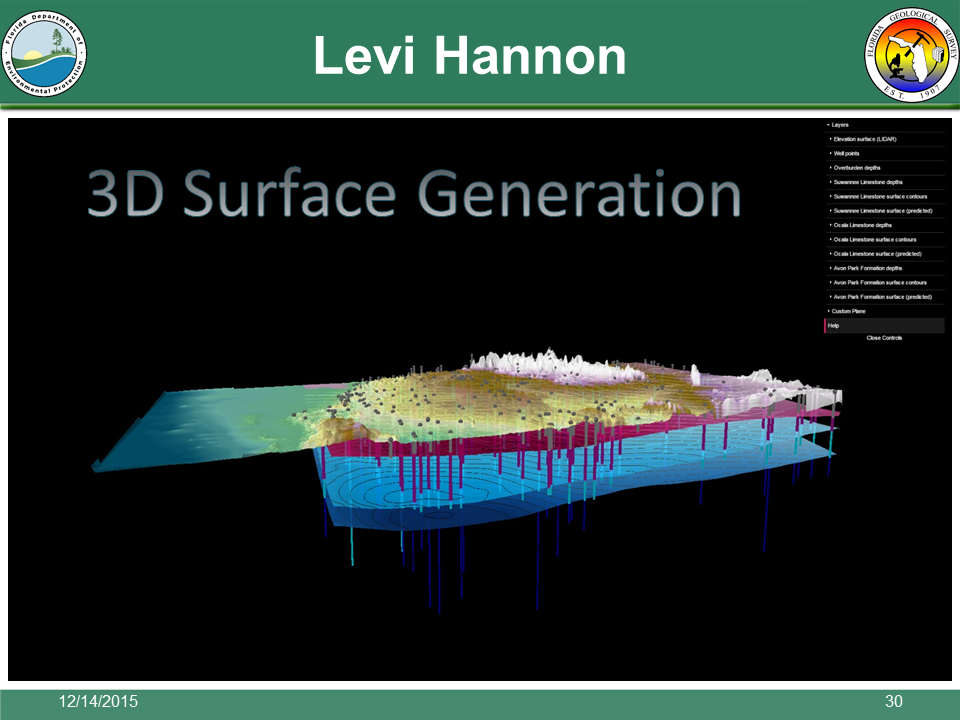 Florida Department of
Environmental Protection
Levi Hannon
FLORIDA GEOLOGICAL SURVEY
EST. 1907
3D Surface Generation
Layers
Elevation surface (LIDAR)
Well points
Overburden depths
Suwannee Limestone depths
Suwannee Limestone surface contours
Suwannee Limestone surface (predicted)
Ocala Limestone depths
Ocala Limestone surface contours
Ocala Limestone surface (predicted)
Avon Park Formation depths
Avon Park Formation surface contours
Avon Park Formation surface (predicted)
Custom Plane
Help
Close Controls
12/14/2015
30